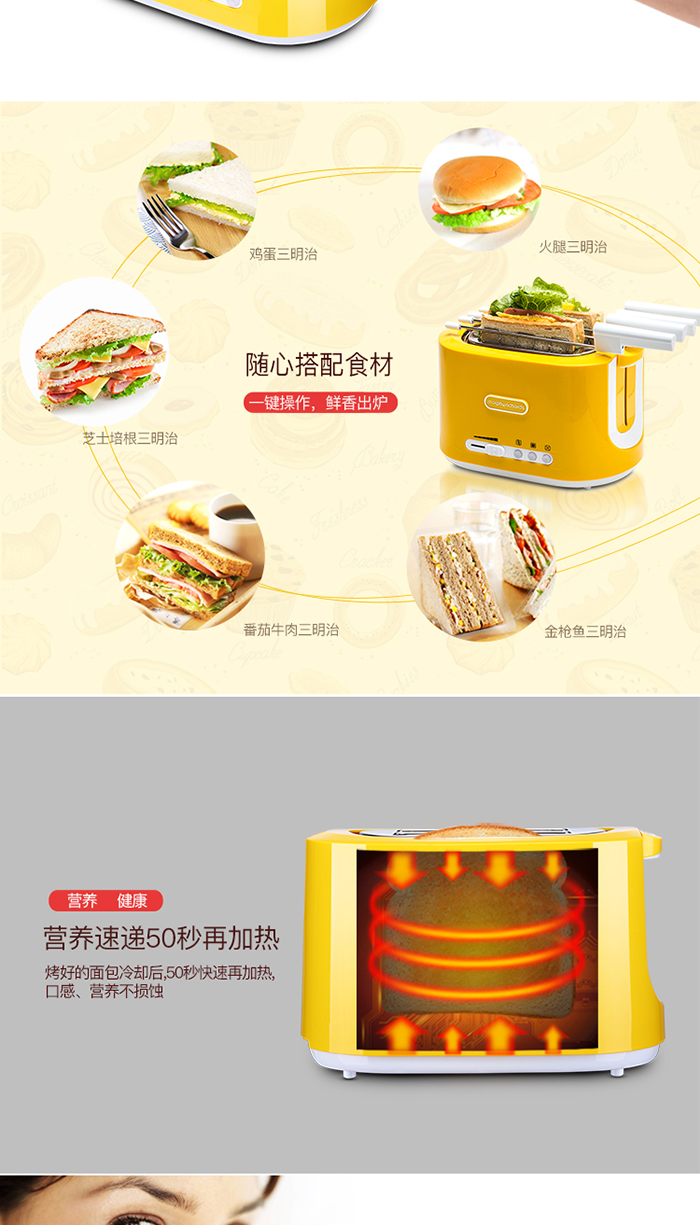 鸡蛋三明治
火腿三明治
随心搭配食材
一键操作，鲜香出炉
芝士培根三明治
番茄牛肉三明治
金枪鱼三明治
营养 健康
营养速递50秒再加热
烤好的面包冷却后,50秒快速再加热,
口感、营养不损蚀